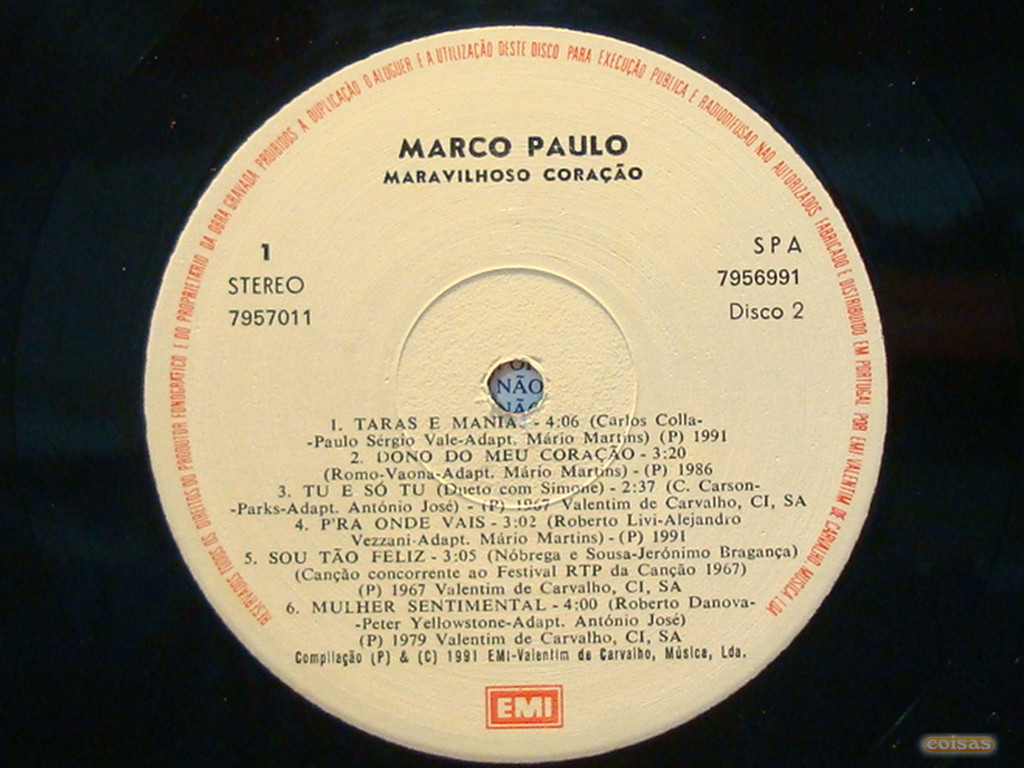 RESERVADOS TODOS OS DIREITOS DO PRODUTOR FONOGRÁFICO E DO PROPRIETÁRIO DA OBRA GRAVADA PROIBIDOS A DUPLICAÇÃO O ALUGUER E A UTILIZAÇÃO DESTE DISCO PARA EXECUÇÃO PUBLICA E RADIODIFUSÃO NÃO AUTORIZADOS FABRICADO E DISTRIBUIDO EM PORTUGAL POR EMI-VALENTIM DE CARVALHO MÚSICA LDA
MARCO PAULO
MARAVILHOSO CORAÇÃO
1
STEREO
7957011
SPA
7956991
Disco 2
NÃO
NÃO
1. TARAS E MANIAS - 4:06 (Carlos Colla-
-Paulo Sérgio Vale-Adapt. Mário Martins) (P) 1991
2. DONO DO MEU CORAÇÃO - 3:20
(Romo-Vaona-Adapt. Mário Martins) - (P) 1986
3. TU E SÓ TU (Dueto com Simone) - 2:37 (C. Carson-
-Parks-Adapt. António José) - (P) 1967 Valentim de Carvalho, CI, SA
4. P'RA ONDE VAIS - 3:02 (Roberto Livi-Alejandro
Vezzani-Adapt. Mário Martins) - (P) 1991
5. SOU TÃO FELIZ - 3:05 (Nóbrega e Sousa-Jerónimo Bragança)
(Canção concorrente ao Festival RTP da Canção 1967)
(P) 1967 Valentim de Carvalho, CI, SA
6. MULHER SENTIMENTAL - 4:00 (Roberto Danova-
-Peter Yellowstone-Adapt. António José)
(P) 1979 Valentim de Carvalho, CI, SA
Compilação (P) & (C) 1991 EMI-Valentim de Carvalho, Música, Lda.
EMI
coisas